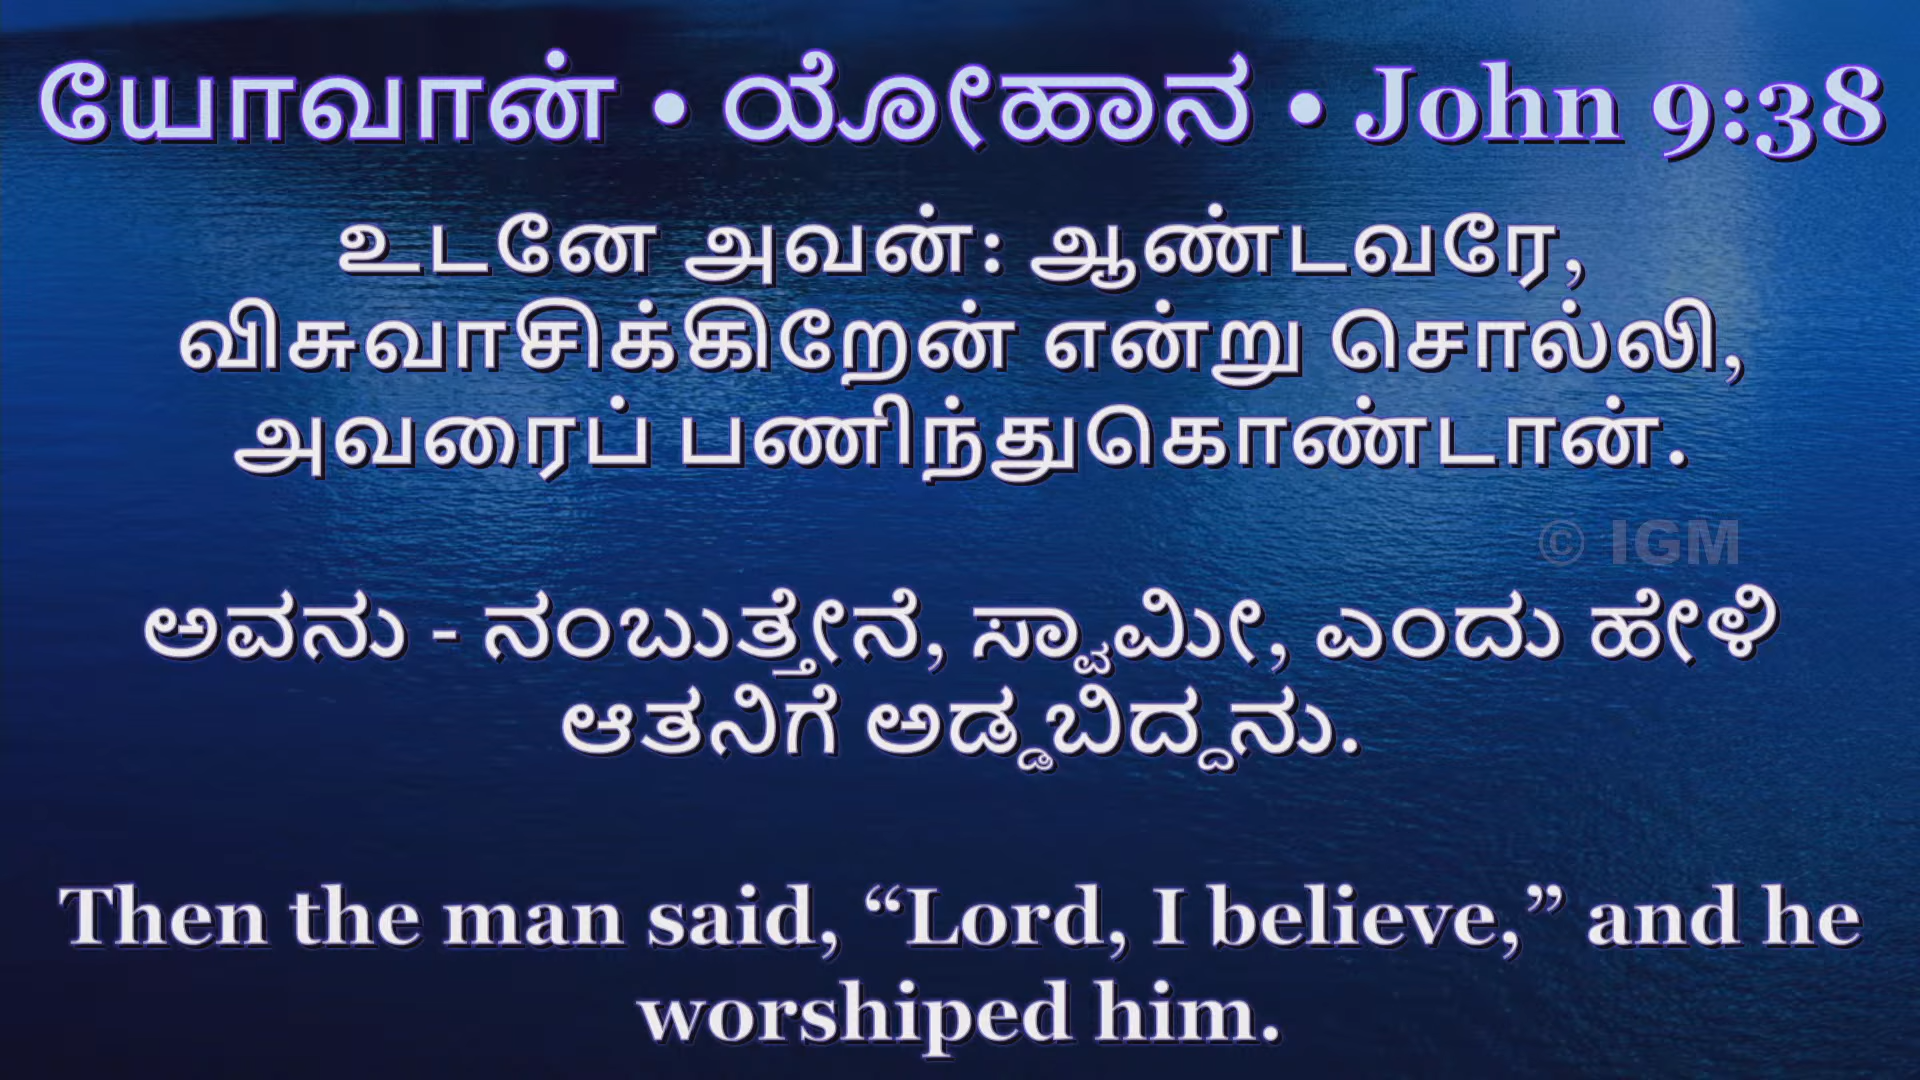 யோவான் • ಯೋಹಾನ • John 9:38
உடனே அவன்: ஆண்டவரே,
விசுவாசிக்கிறேன் என்று சொல்லி,
அவரைப் பணிந்துகொண்டான்.
© IGM
ಅವನು - ನಂಬುತ್ತೇನೆ, ಸ್ವಾಮೀ, ಎಂದು ಹೇಳಿ
ಆತನಿಗೆ ಅಡ್ಡಬಿದ್ದನು.
Then the man said, “Lord, I believe,” and he
worshiped him.